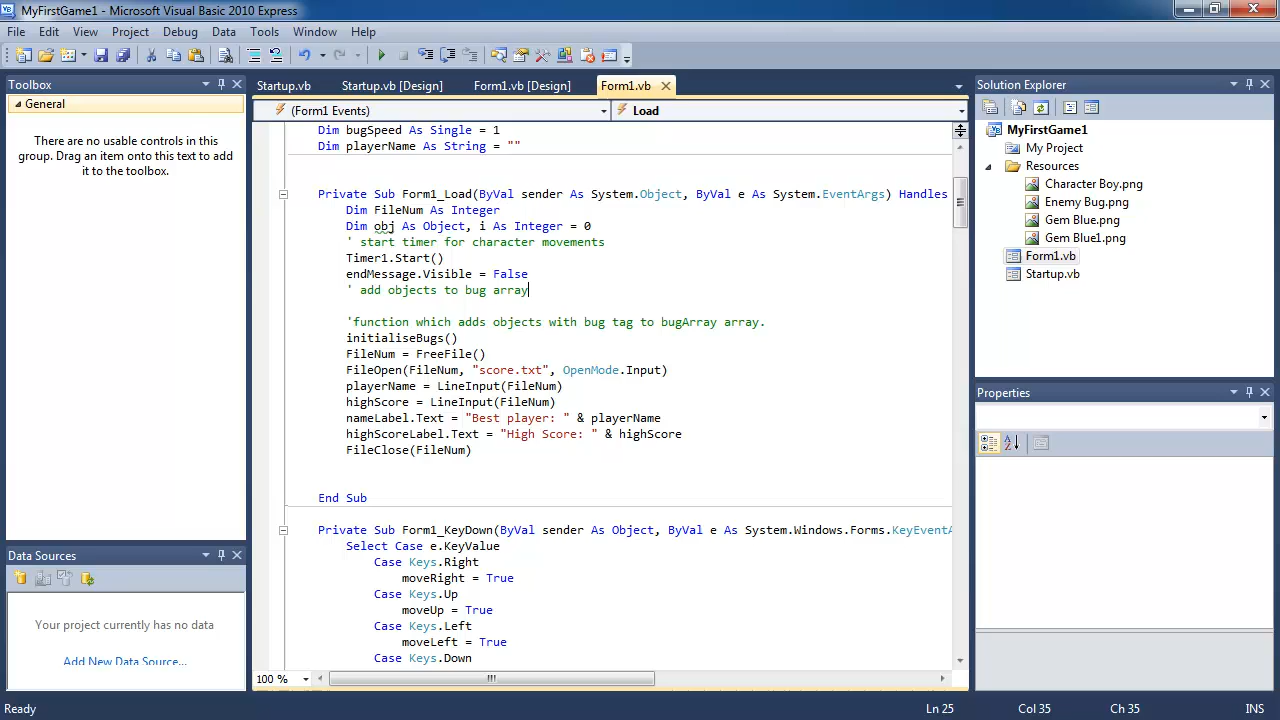 MyFirstGame1 - Microsoft Visual Basic 2010 Express
File Edit View Project Debug Data Tools Window Help
Toolbox
General
There are no usable controls in this
group. Drag an item onto this text to add
it to the toolbox.
Data Sources
Your project currently has no data
Add New Data Source...
Startup.vb Startup.vb [Design] Form1.vb [Design] Form1.vb
(Form1 Events) Load
Dim bugSpeed As Single = 1
Dim playerName As String = ""
Private Sub Form1_Load(ByVal sender As System.Object, ByVal e As System.EventArgs) Handles
Dim FileNum As Integer
Dim obj As Object, i As Integer = 0
' start timer for character movements
Timer1.Start()
endMessage.Visible = False
' add objects to bug array
'function which adds objects with bug tag to bugArray array.
initialiseBugs()
FileNum = FreeFile()
FileOpen(FileNum, "score.txt", OpenMode.Input)
playerName = LineInput(FileNum)
highScore = LineInput(FileNum)
nameLabel.Text = "Best player: " & playerName
highScoreLabel.Text = "High Score: " & highScore
FileClose(FileNum)
End Sub
Private Sub Form1_KeyDown(ByVal sender As Object, ByVal e As System.Windows.Forms.KeyEventA
Select Case e.KeyValue
Case Keys.Right
moveRight = True
Case Keys.Up
moveUp = True
Case Keys.Left
moveLeft = True
Case Keys.Down
100 %
Solution Explorer
MyFirstGame1
My Project
Resources
Character Boy.png
Enemy Bug.png
Gem Blue.png
Gem Blue1.png
Form1.vb
Startup.vb
Properties
Ready Ln 25 Col 35 Ch 35 INS